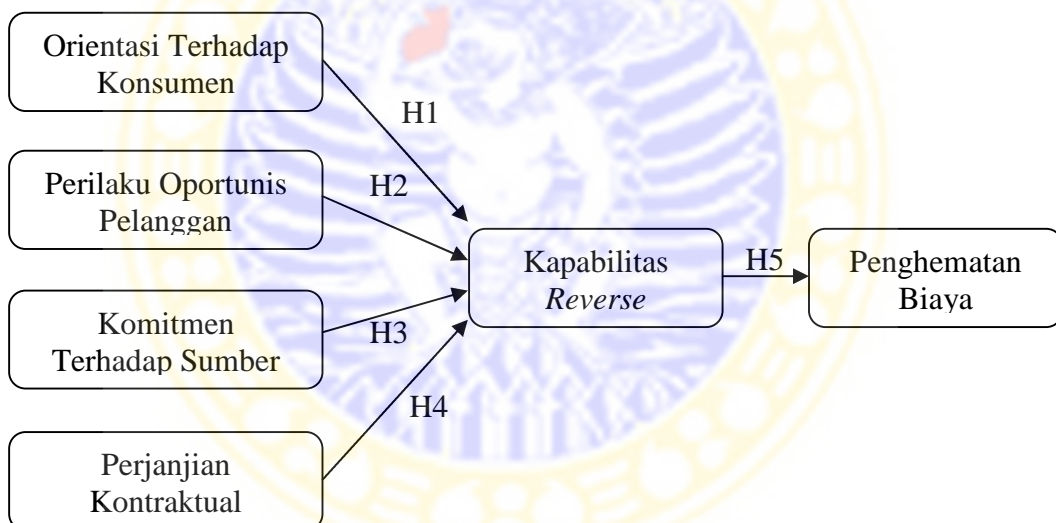 Orientasi Terhadap
Konsumen
H1
Perilaku Oportunis
Pelanggan
H2
Kapabilitas
Reverse
H5
Penghematan
Biaya
Komitmen
Terhadap Sumber
H3
H4
Perjanjian
Kontraktual